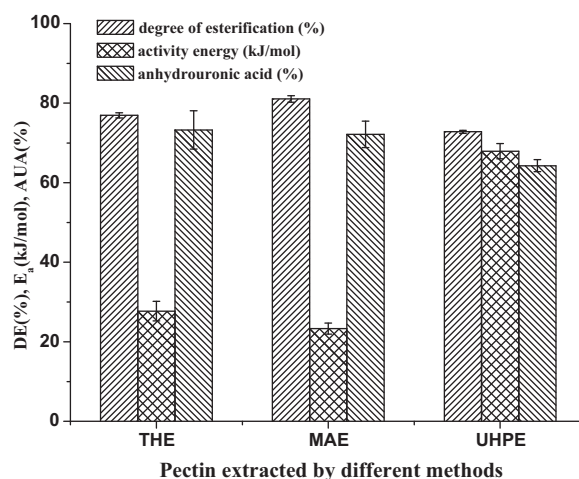 100
80
60
40
20
0
DE(%), Ea(kJ/mol), AUA(%)
degree of esterification (%)
activity energy (kJ/mol)
anhydrouronic acid (%)
THE MAE UHPE
Pectin extracted by different methods